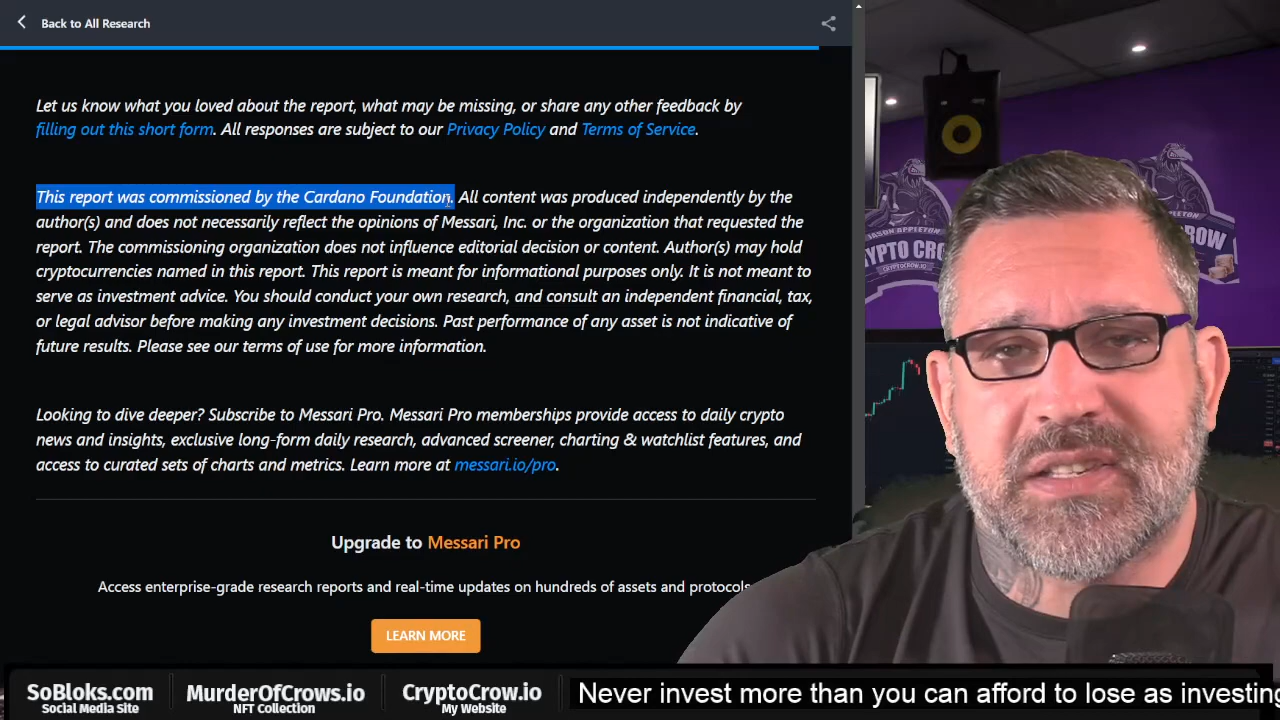 Back to All Research
Let us know what you loved about the report, what may be missing, or share any other feedback by
filling out this short form. All responses are subject to our Privacy Policy and Terms of Service.
This report was commissioned by the Cardano Foundation. All content was produced independently by the
author(s) and does not necessarily reflect the opinions of Messari, Inc. or the organization that requested the
report. The commissioning organization does not influence editorial decision or content. Author(s) may hold
cryptocurrencies named in this report. This report is meant for informational purposes only. It is not meant to
serve as investment advice. You should conduct your own research, and consult an independent financial, tax,
or legal advisor before making any investment decisions. Past performance of any asset is not indicative of
future results. Please see our terms of use for more information.
Looking to dive deeper? Subscribe to Messari Pro. Messari Pro memberships provide access to daily crypto
news and insights, exclusive long-form daily research, advanced screener, charting & watchlist features, and
access to curated sets of charts and metrics. Learn more at messari.io/pro.
Upgrade to Messari Pro
Access enterprise-grade research reports and real-time updates on hundreds of assets and protocols
LEARN MORE
JASON APPLETON
CRYPTO CROW
CRYPTOCROW.IO
APPLETON
CROW
SoBloks.com
Social Media Site
MurderOfCrows.io
NFT Collection
CryptoCrow.io
My Website
Never invest more than you can afford to lose as investing